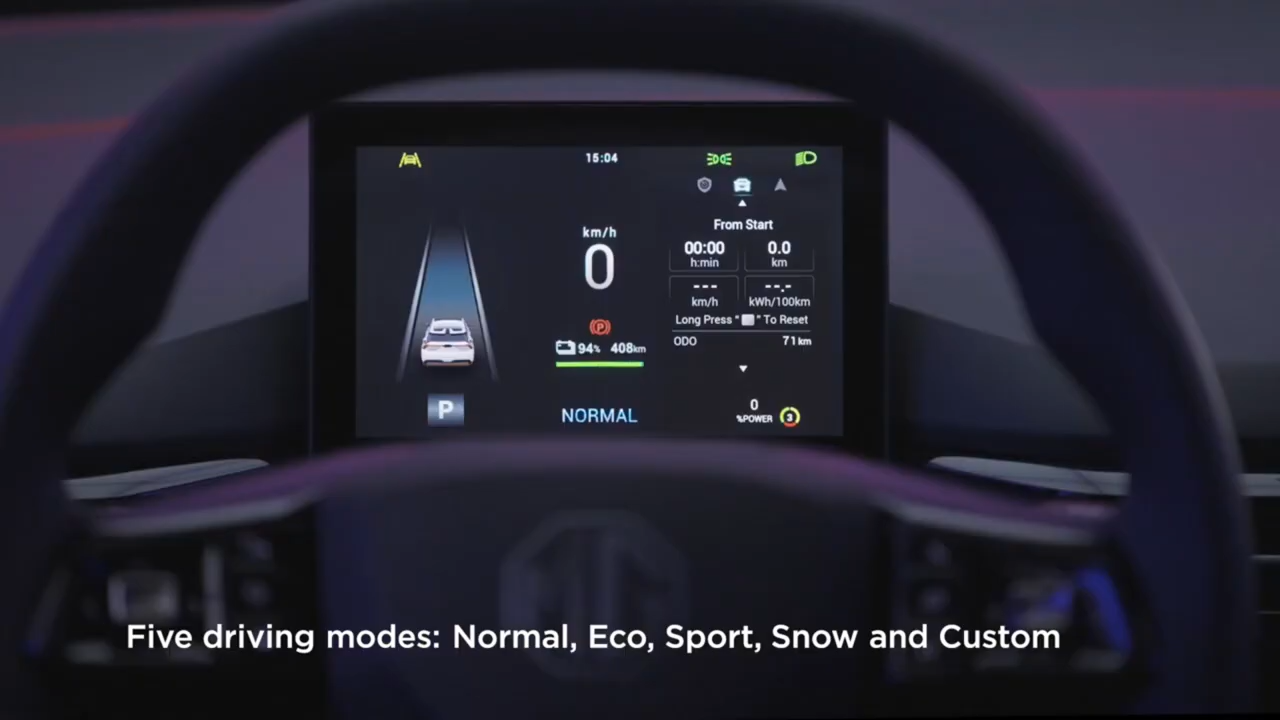 15:04
km/h
0
P
94% 408km
NORMAL
P
From Start
00:00
h:min
0.0
km
---
km/h
--.-
kWh/100km
Long Press " " To Reset
ODO 71km
0
%POWER
3
MG
Five driving modes: Normal, Eco, Sport, Snow and Custom